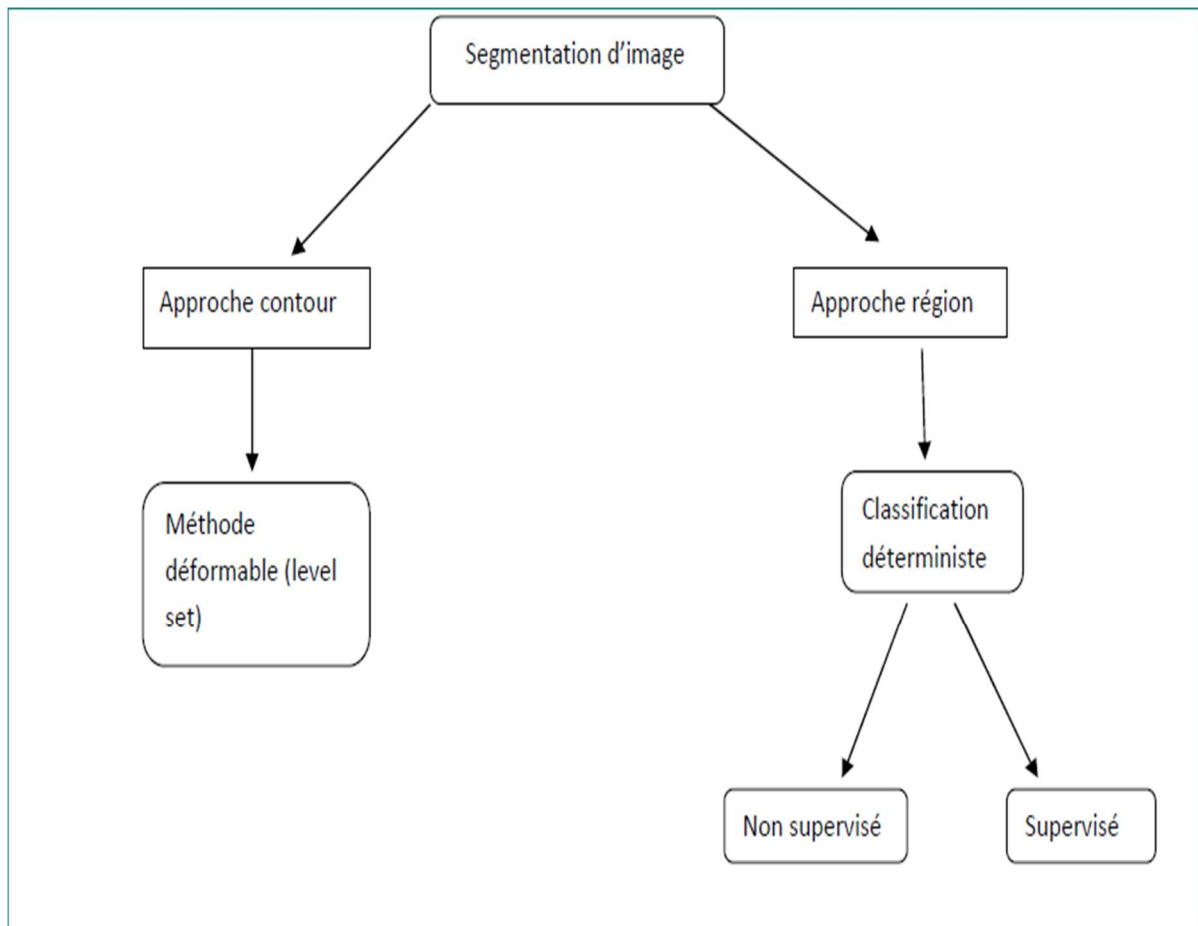 Segmentation d’image
Approche contour
Approche région
Méthode
déformable (level
set)
Classification
déterministe
Non supervisé
Supervisé